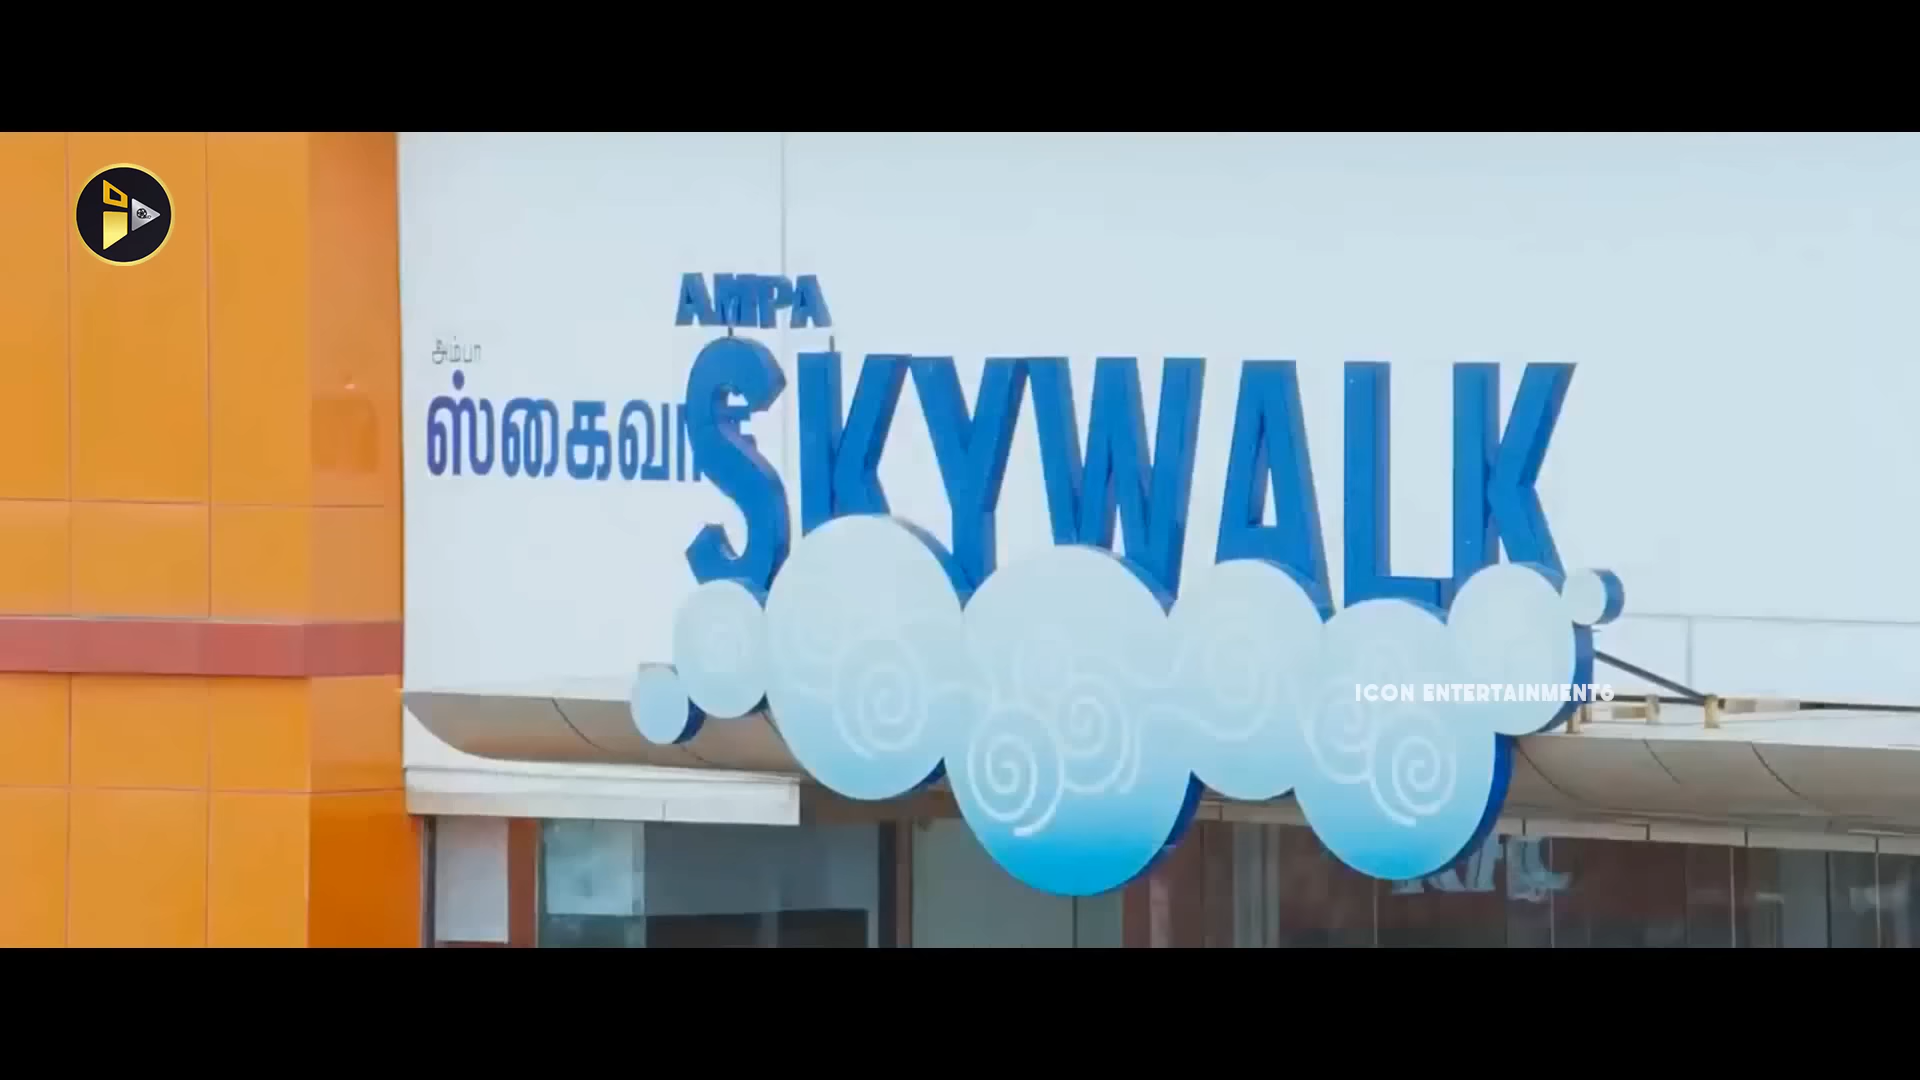 AMPA
அம்பா
SKYWALK
ICON ENTERTAINMENTS